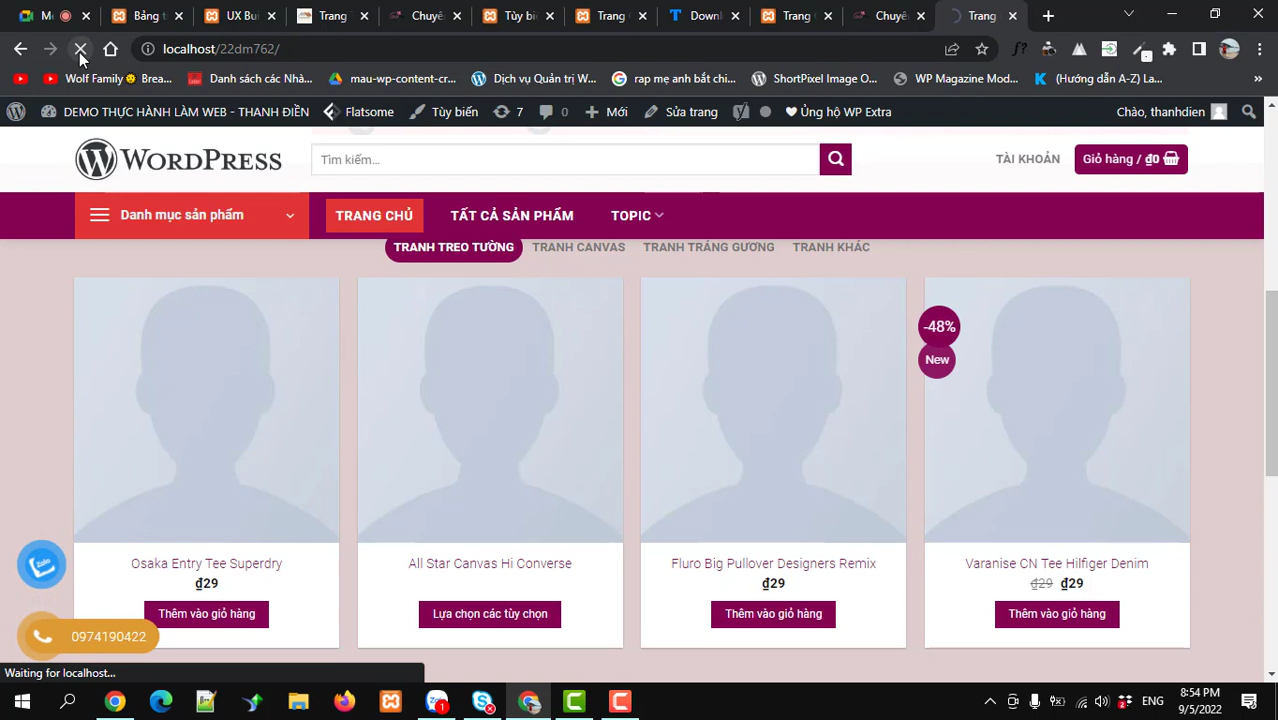 Me
Bảng t
UX Bu
Trang
Chuyê
Tùy bi
Trang
Downl
Trang
Chuyê
Trang
localhost/22dm762/
f?
Wolf Family
Brea...
Danh sách các Nhà...
mau-wp-content-cr...
Dịch vụ Quản trị W...
rap mẹ anh bắt chi...
ShortPixel Image O...
WP Magazine Mod...
(Hướng dẫn A-Z) La...
DEMO THỰC HÀNH LÀM WEB - THANH ĐIỀN
Flatsome
Tùy biến
7
0
Mới
Sửa trang
Ủng hộ WP Extra
Chào, thanhdien
WORDPRESS
Tìm kiếm...
TÀI KHOẢN
Giỏ hàng / ₫0
Danh mục sản phẩm
TRANG CHỦ
TẤT CẢ SẢN PHẨM
TOPIC
TRANH TREO TƯỜNG
TRANH CANVAS
TRANH TRÁNG GƯƠNG
TRANH KHÁC
-48%
New
Osaka Entry Tee Superdry
All Star Canvas Hi Converse
Fluro Big Pullover Designers Remix
Varanise CN Tee Hilfiger Denim
₫29
₫29
₫29
₫29 ₫29
Thêm vào giỏ hàng
Lựa chọn các tùy chọn
Thêm vào giỏ hàng
Thêm vào giỏ hàng
Zalo
0974190422
Waiting for localhost...
1
ENG
8:54 PM
9/5/2022